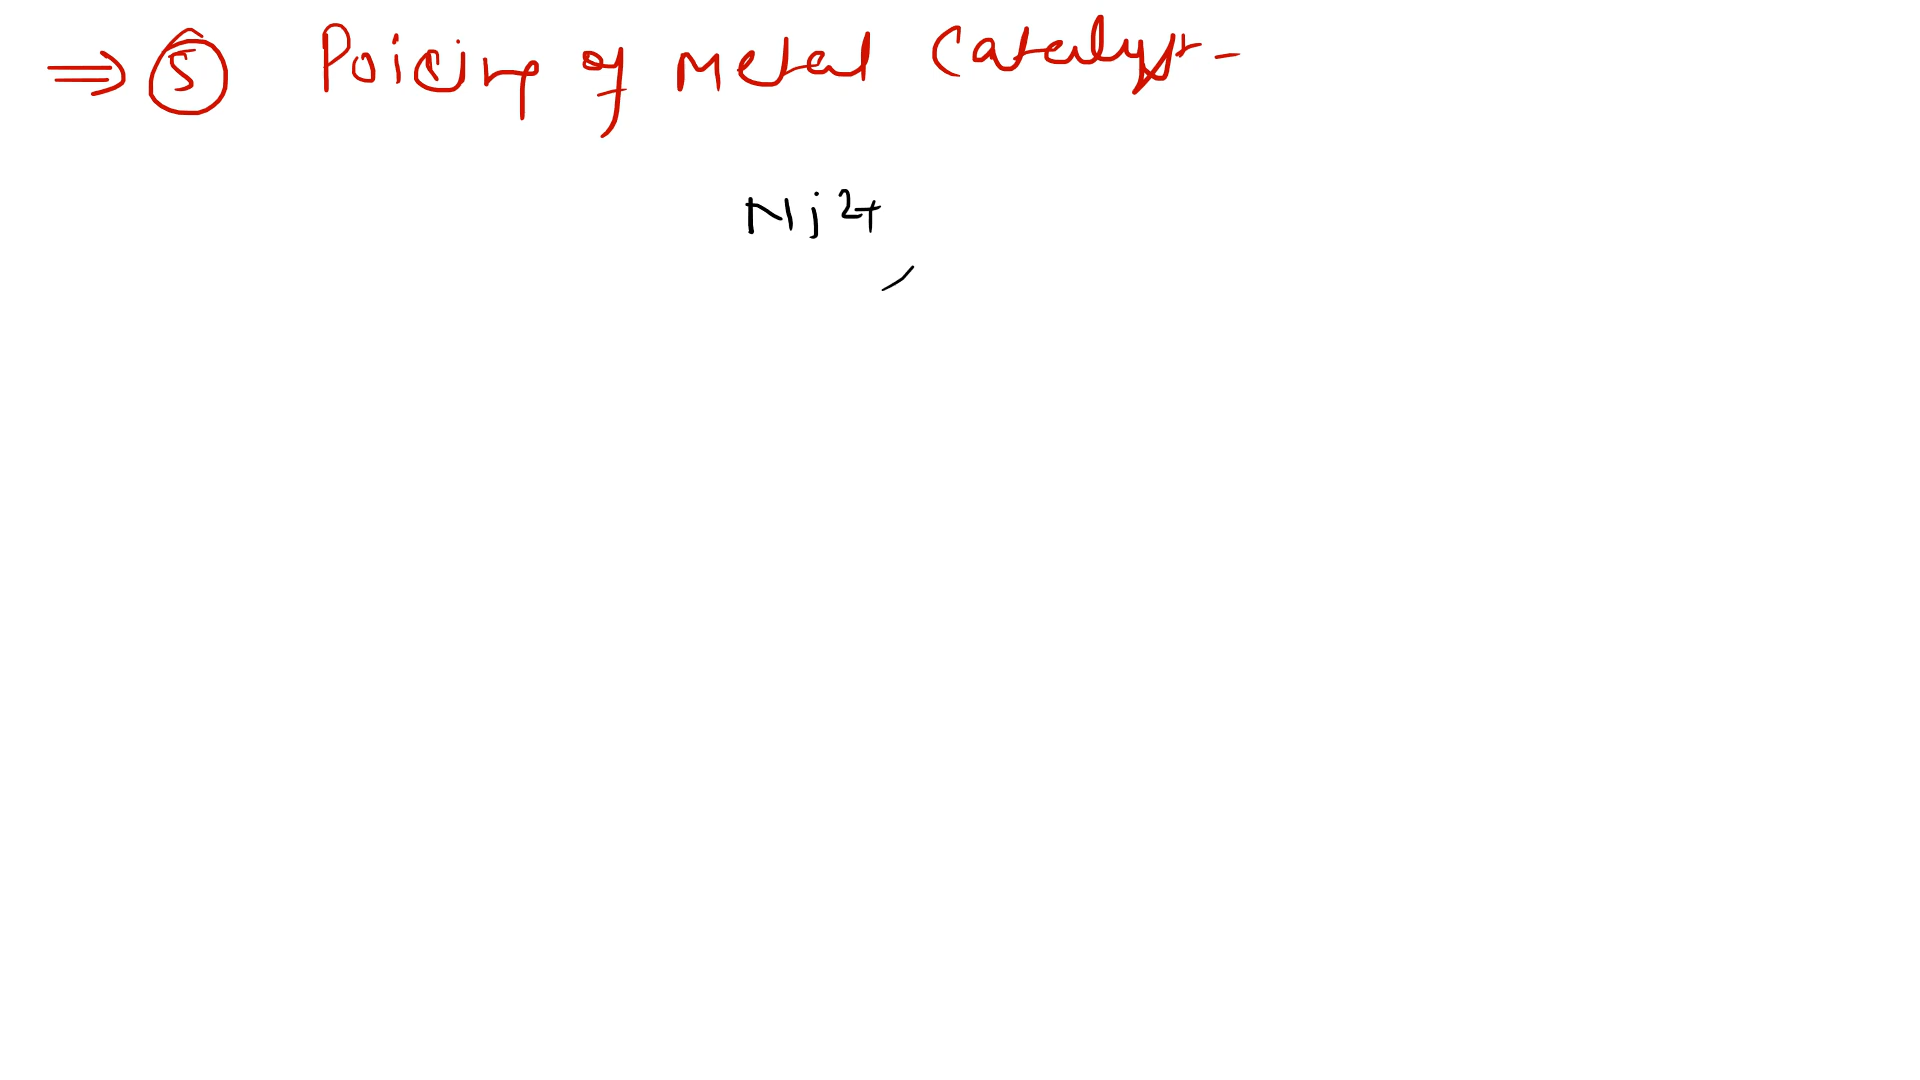 ⇒ ⑤ Poicing of Metal Catalyst -
Ni²⁺